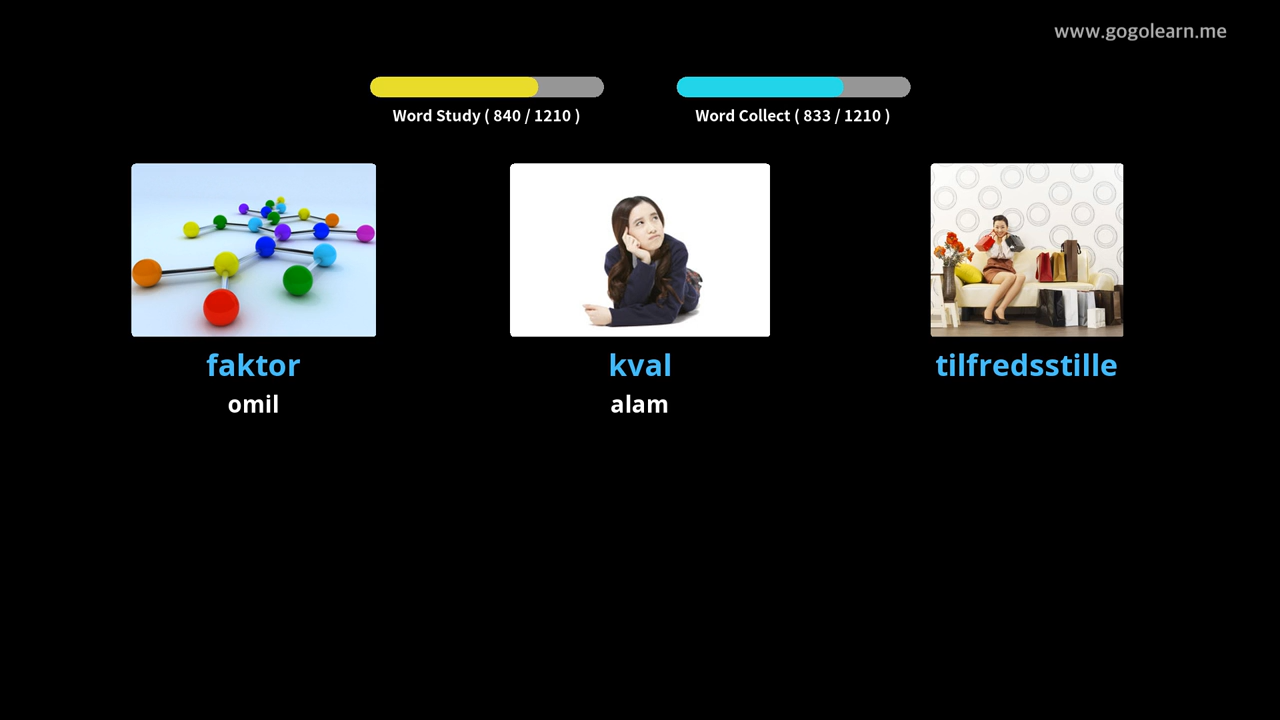 www.gogolearn.me
Word Study ( 840 / 1210 )
Word Collect ( 833 / 1210 )
faktor
omil
kval
alam
tilfredsstille